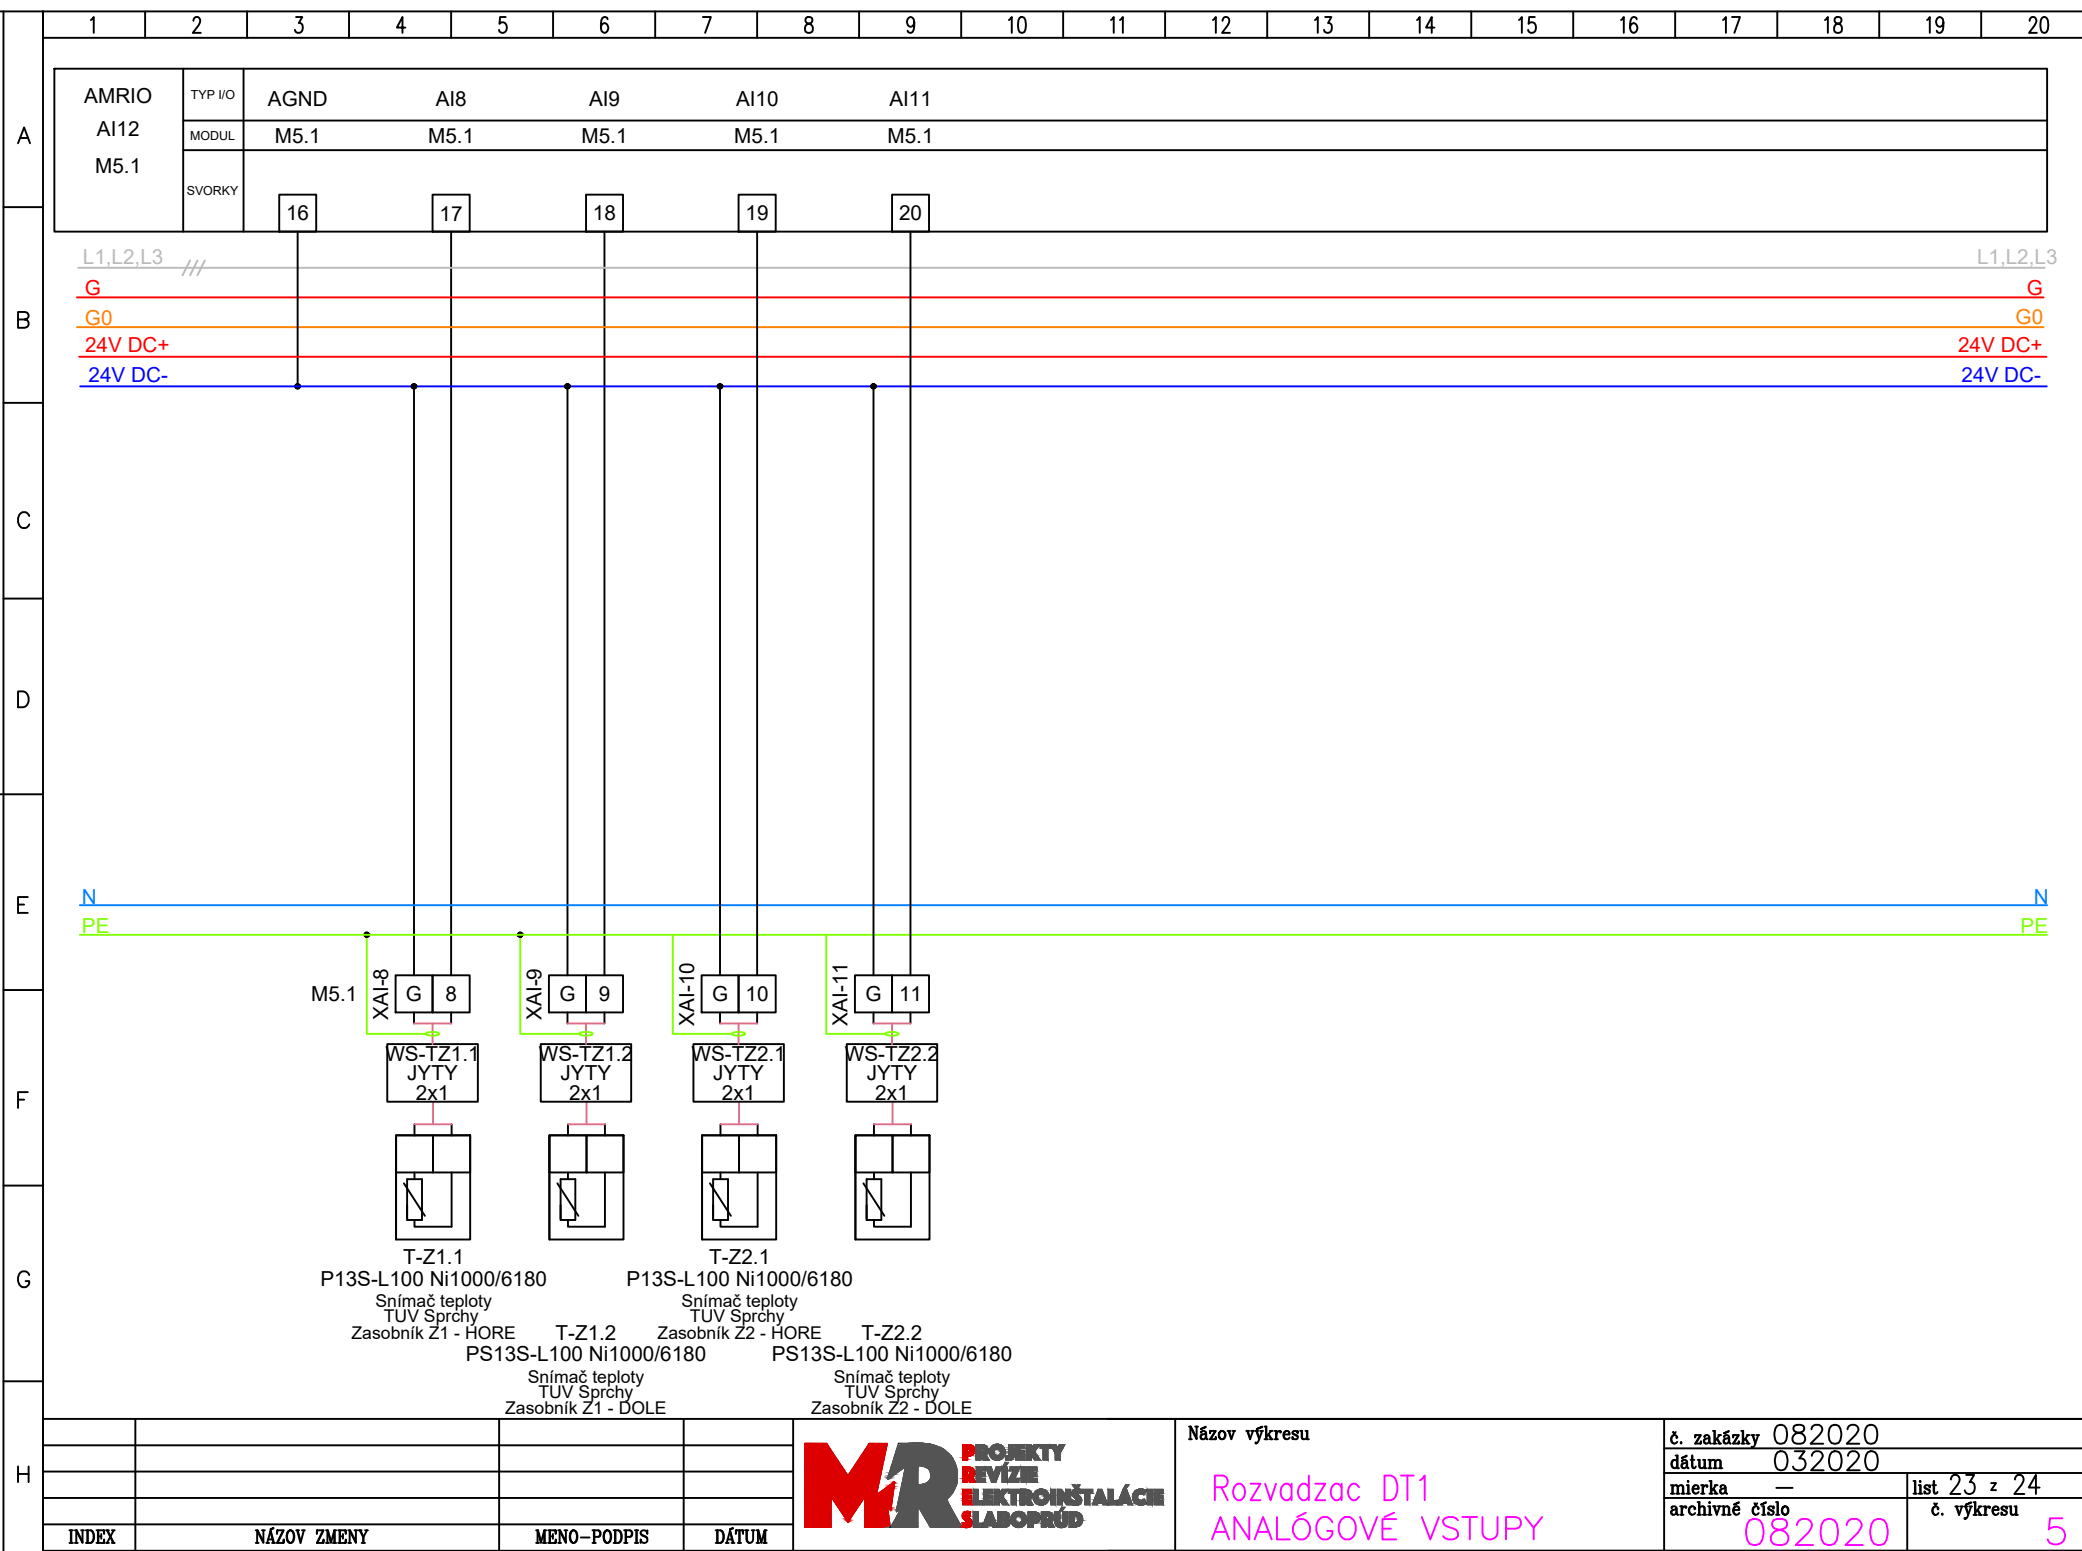 1 2 3 4 5 6 7 8 9 10 11 12 13 14 15 16 17 18 19 20
A
B
C
D
E
F
G
H
AMRIO
AI12
M5.1
TYP I/O AGND AI8 AI9 AI10 AI11
MODUL M5.1 M5.1 M5.1 M5.1 M5.1
SVORKY 16 17 18 19 20
L1,L2,L3 L1,L2,L3
G G
G0 G0
24V DC+ 24V DC+
24V DC- 24V DC-
N N
PE PE
M5.1 XAI-8 G 8 XAI-9 G 9 XAI-10 G 10 XAI-11 G 11
WS-TZ1.1 WS-TZ1.2 WS-TZ2.1 WS-TZ2.2
JYTY JYTY JYTY JYTY
2x1 2x1 2x1 2x1
T-Z1.1
P13S-L100 Ni1000/6180
Snímač teploty
TUV Sprchy
Zasobník Z1 - HORE
T-Z1.2
PS13S-L100 Ni1000/6180
Snímač teploty
TUV Sprchy
Zasobník Z1 - DOLE
T-Z2.1
P13S-L100 Ni1000/6180
Snímač teploty
TUV Sprchy
Zasobník Z2 - HORE
T-Z2.2
PS13S-L100 Ni1000/6180
Snímač teploty
TUV Sprchy
Zasobník Z2 - DOLE
INDEX NÁZOV ZMENY MENO-PODPIS DÁTUM
MR
PROJEKTY
REVÍZIE
ELEKTROINŠTALÁCIE
SLABOPRÚD
Názov výkresu
Rozvadzac DT1
ANALÓGOVÉ VSTUPY
č. zakázky 082020
dátum 032020
mierka —
list 23 z 24
archivné číslo
082020
č. výkresu
5